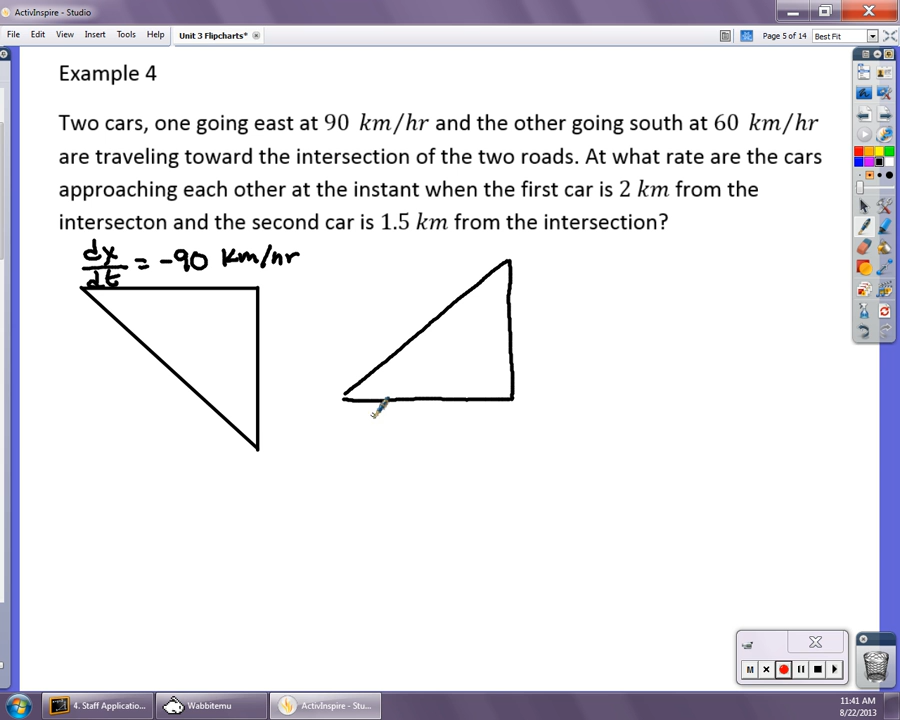 ActivInspire - Studio
File Edit View Insert Tools Help Unit 3 Flipcharts* Page 5 of 14 Best Fit
Example 4
Two cars, one going east at 90 km/hr and the other going south at 60 km/hr
are traveling toward the intersection of the two roads. At what rate are the cars
approaching each other at the instant when the first car is 2 km from the
intersecton and the second car is 1.5 km from the intersection?
dx/dt = -90 km/hr
M
4. Staff Applicatio... Wabbitemu ActivInspire - Stu... 11:41 AM
8/22/2013